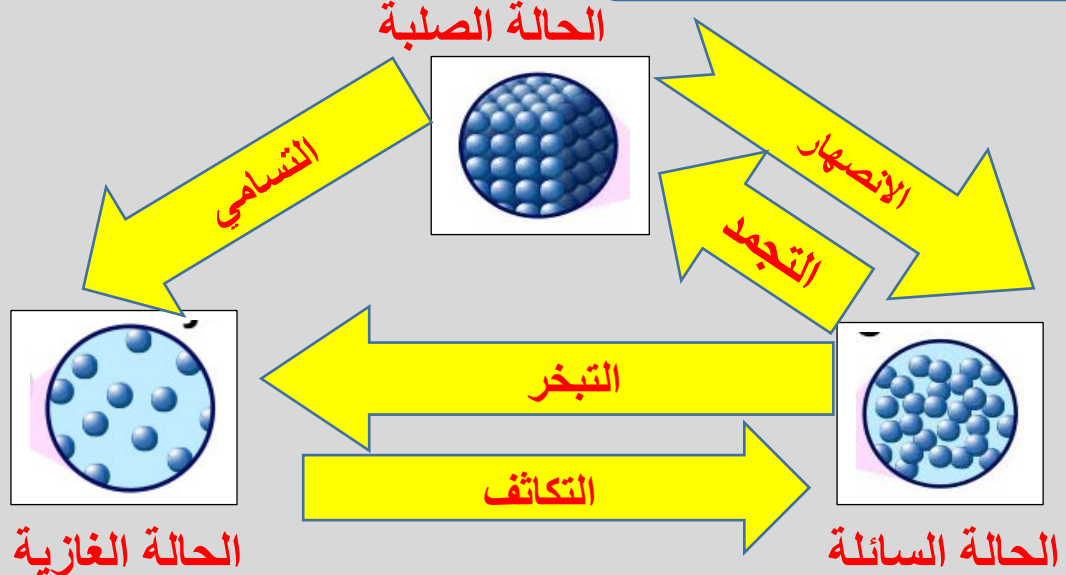 الحالة الصلبة
الانصهار
التسامي
التجمد
التبخر
التكاثف
الحالة السائلة
الحالة الغازية